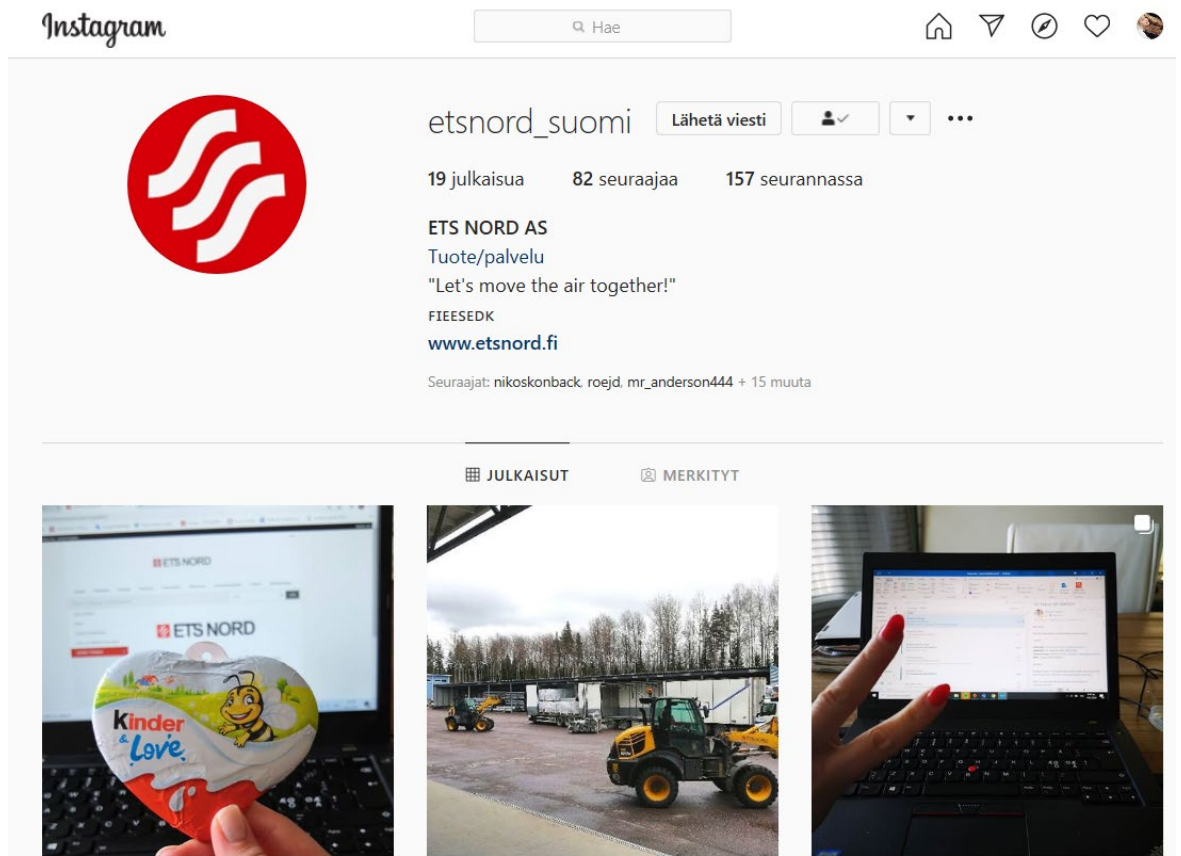 Instagram
Hae
etsnord_suomi Lähetä viesti
19 julkaisua 82 seuraajaa 157 seurannassa
ETS NORD AS
Tuote/palvelu
"Let's move the air together!"
FIEESEDK
www.etsnord.fi
Seuraajat: nikoskonback, roejd, mr_anderson444 + 15 muuta
JULKAISUT MERKITYT
ETS NORD
ETS NORD
kinder
& Love